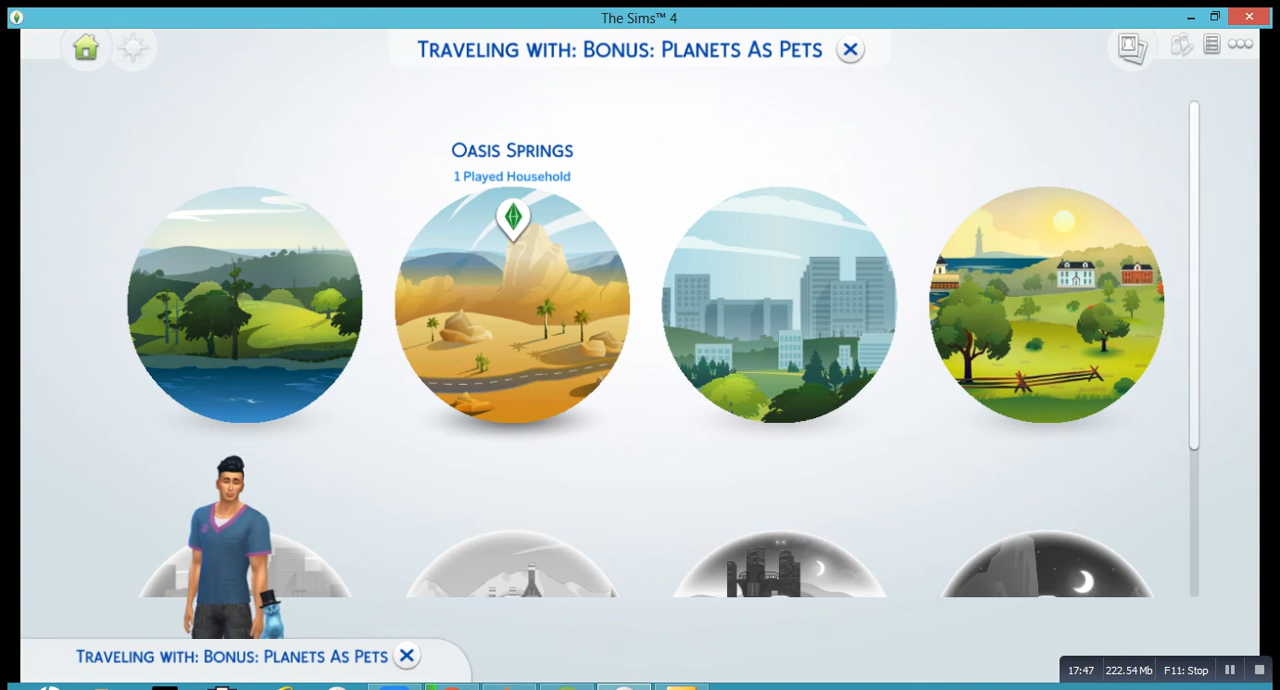 The Sims™ 4
Traveling with: Bonus: Planets As Pets
Oasis Springs
1 Played Household
Traveling with: Bonus: Planets As Pets
17:47 222.54 Mb F11: Stop